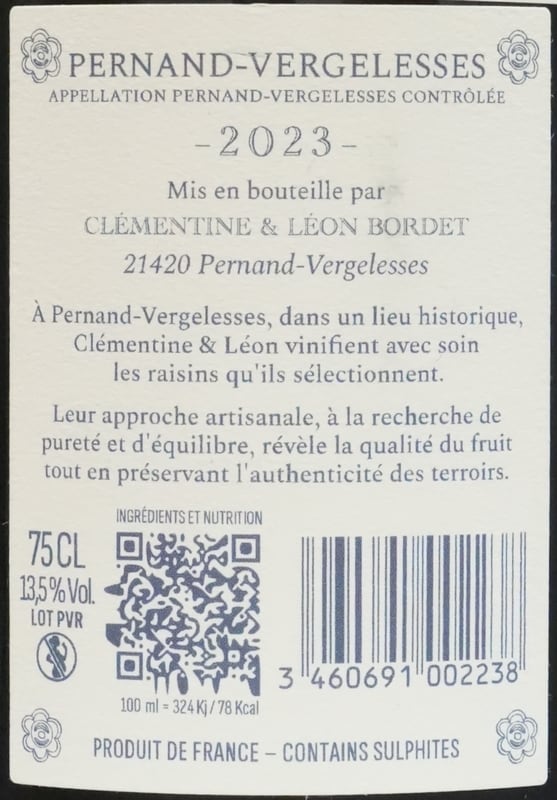 PERNAND-VERGELESSES
APPELLATION PERNAND-VERGELESSES CONTRÔLÉE
-2023-
Mis en bouteille par
CLÉMENTINE & LÉON BORDET
21420 Pernand-Vergelesses
À Pernand-Vergelesses, dans un lieu historique,
Clémentine & Léon vinifient avec soin
les raisins qu'ils sélectionnent.
Leur approche artisanale, à la recherche de
pureté et d'équilibre, révèle la qualité du fruit
tout en préservant l'authenticité des terroirs.
INGRÉDIENTS ET NUTRITION
75CL
13,5%Vol.
LOT PVR
3 460691 002238
100 ml = 324 Kj / 78 Kcal
PRODUIT DE FRANCE – CONTAINS SULPHITES